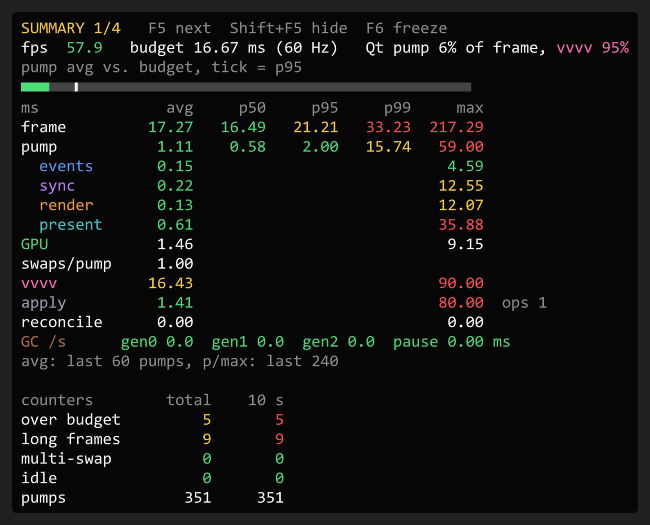 SUMMARY 1/4 F5 next Shift+F5 hide F6 freeze
fps 57.9 budget 16.67 ms (60 Hz) Qt pump 6% of frame, vvvv 95%
pump avg vs. budget, tick = p95
ms avg p50 p95 p99 max
frame 17.27 16.49 21.21 33.23 217.29
pump 1.11 0.58 2.00 15.74 59.00
events 0.15 4.59
sync 0.22 12.55
render 0.13 12.07
present 0.61 35.88
GPU 1.46 9.15
swaps/pump 1.00
vvvv 16.43 90.00
apply 1.41 80.00 ops 1
reconcile 0.00 0.00
GC /s gen0 0.0 gen1 0.0 gen2 0.0 pause 0.00 ms
avg: last 60 pumps, p/max: last 240
counters total 10 s
over budget 5 5
long frames 9 9
multi-swap 0 0
idle 0 0
pumps 351 351